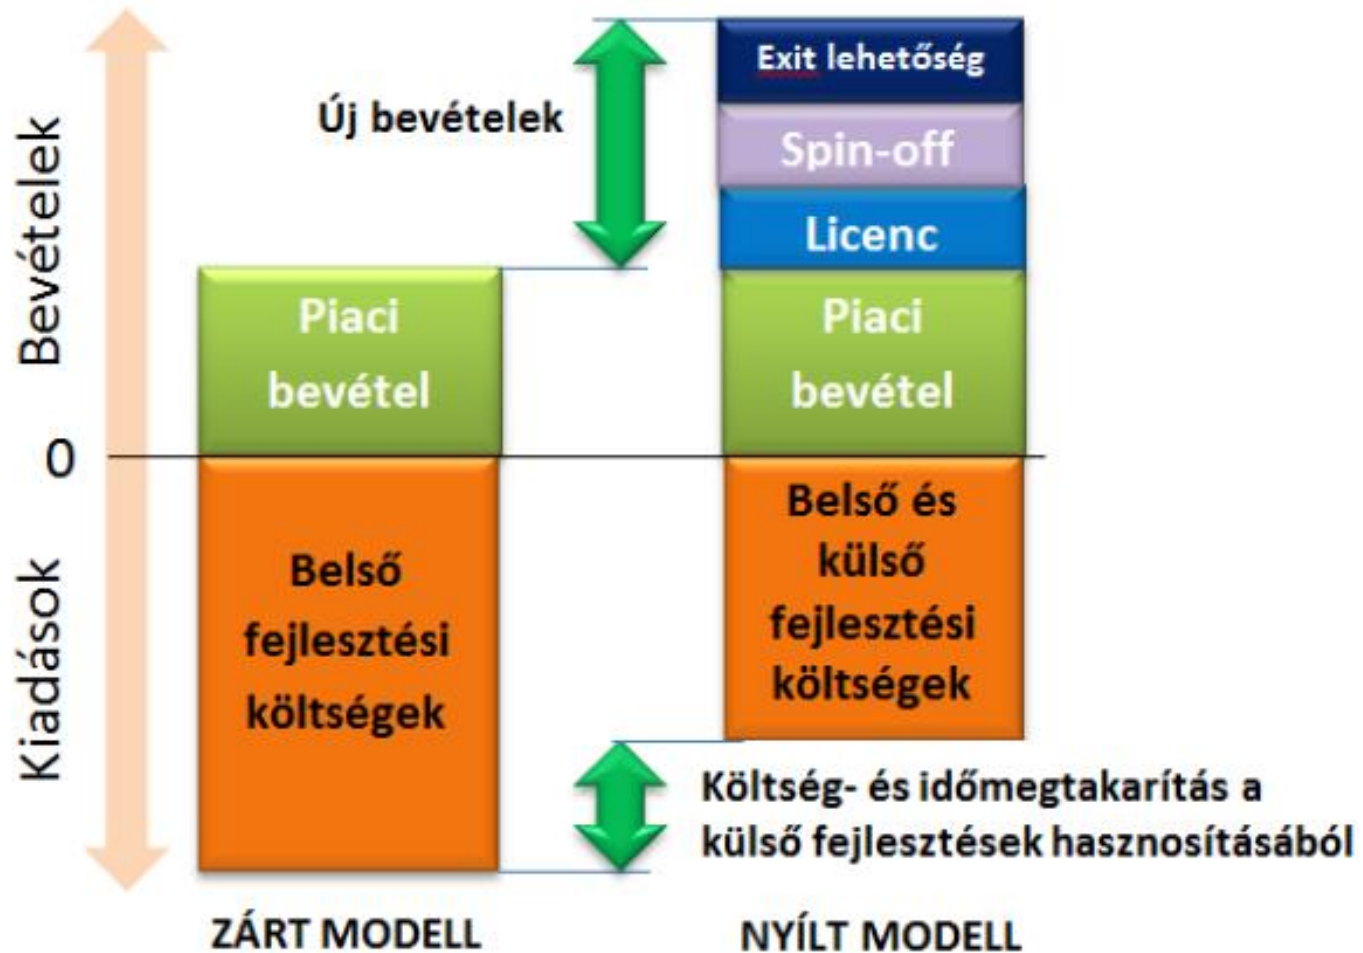 Bevételek
0
Kiadások
Új bevételek
Piaci
bevétel
Belső
fejlesztési
költségek
ZÁRT MODELL
Exit lehetőség
Spin-off
Licenc
Piaci
bevétel
Belső és
külső
fejlesztési
költségek
Költség- és időmegtakarítás a
külső fejlesztések hasznosításából
NYÍLT MODELL